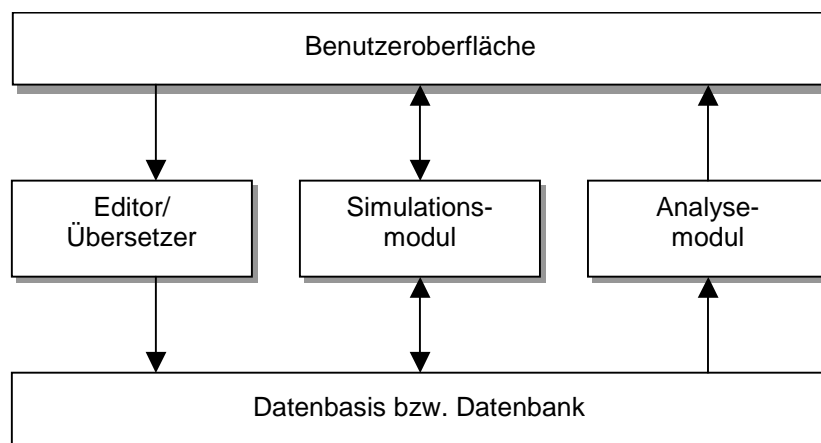 Benutzeroberfläche
Editor/
Übersetzer
Simulations-
modul
Analyse-
modul
Datenbasis bzw. Datenbank